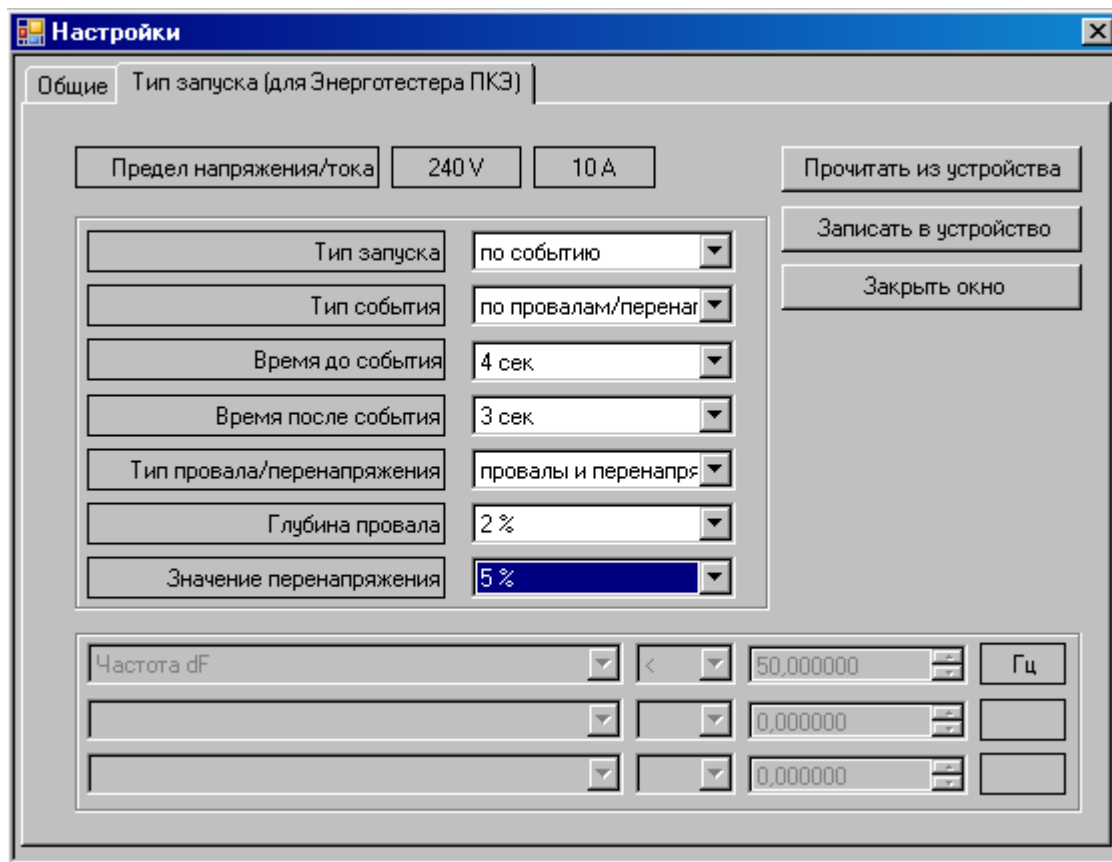 Настройки
Общие
Тип запуска (для Энерготестера ПКЭ)
Предел напряжения/тока 240 V 10 A
Прочитать из устройства
Записать в устройство
Закрыть окно
Тип запуска по событию
Тип события по провалам/перенаг
Время до события 4 сек
Время после события 3 сек
Тип провала/перенапряжения провалы и перенапря
Глубина провала 2 %
Значение перенапряжения 5 %
Частота dF < 50,000000 Гц
0,000000
0,000000